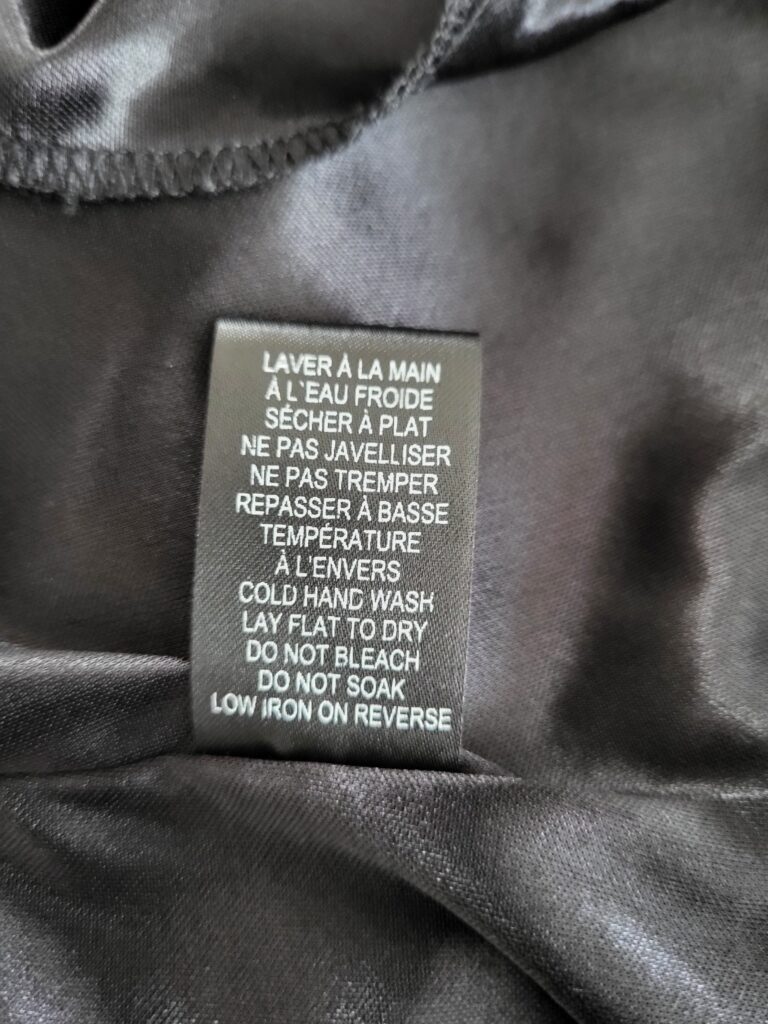 LAVER À LA MAIN
À L`EAU FROIDE
SÉCHER À PLAT
NE PAS JAVELLISER
NE PAS TREMPER
REPASSER À BASSE
TEMPÉRATURE
À L'ENVERS
COLD HAND WASH
LAY FLAT TO DRY
DO NOT BLEACH
DO NOT SOAK
LOW IRON ON REVERSE